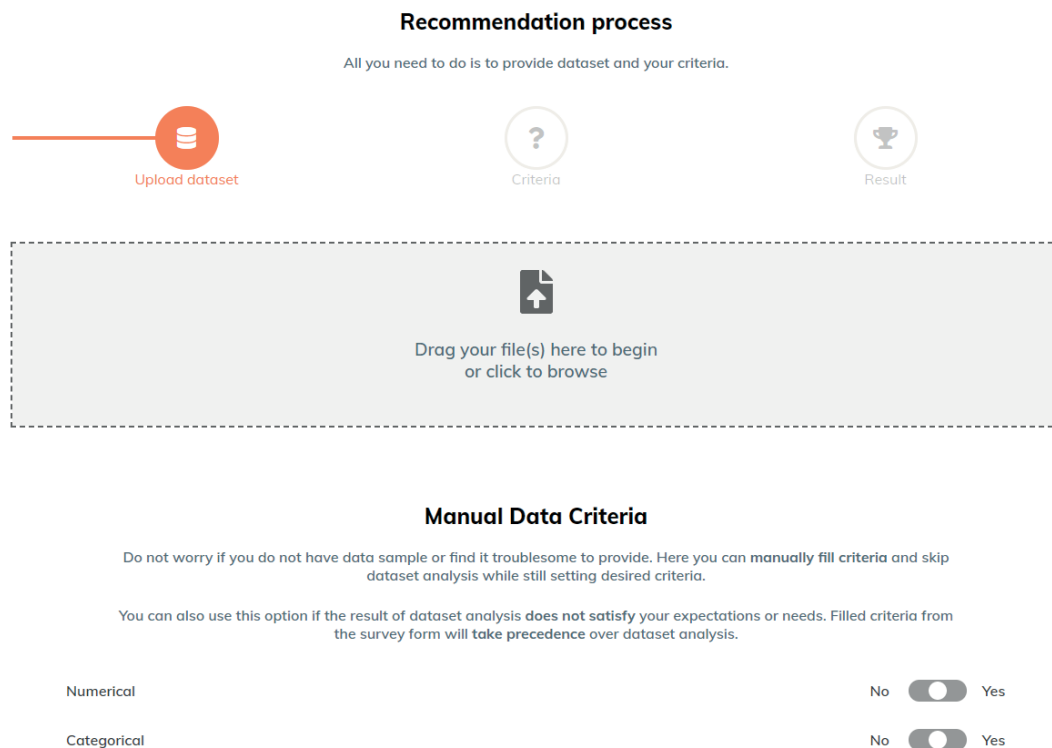 Recommendation process
All you need to do is to provide dataset and your criteria.
Upload dataset
?
Criteria
Result
Drag your file(s) here to begin
or click to browse
Manual Data Criteria
Do not worry if you do not have data sample or find it troublesome to provide. Here you can manually fill criteria and skip
dataset analysis while still setting desired criteria.
You can also use this option if the result of dataset analysis does not satisfy your expectations or needs. Filled criteria from
the survey form will take precedence over dataset analysis.
Numerical No Yes
Categorical No Yes